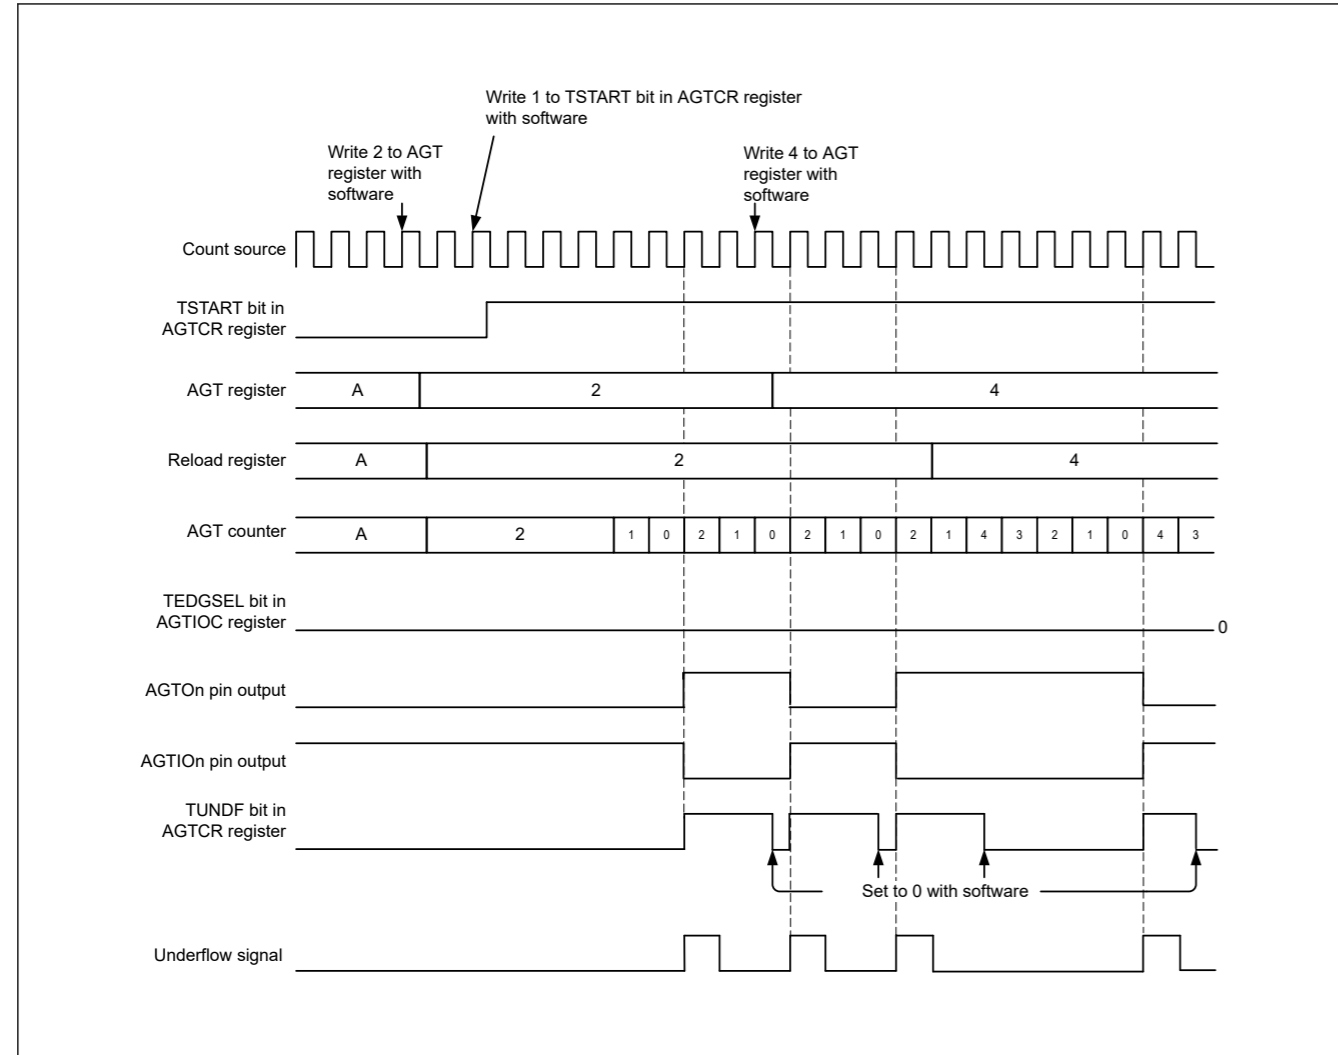 Write 1 to TSTART bit in AGTCR register
with software
Write 2 to AGT
register with
software
Write 4 to AGT
register with
software
Count source
TSTART bit in
AGTCR register
AGT register
A
2
4
Reload register
A
2
4
AGT counter
A
2
1 0 2 1 0 2 1 0 2 1 4 3 2 1 0 4 3
TEDGSEL bit in
AGTIOC register
0
AGTOn pin output
AGTIOn pin output
TUNDF bit in
AGTCR register
Set to 0 with software
Underflow signal